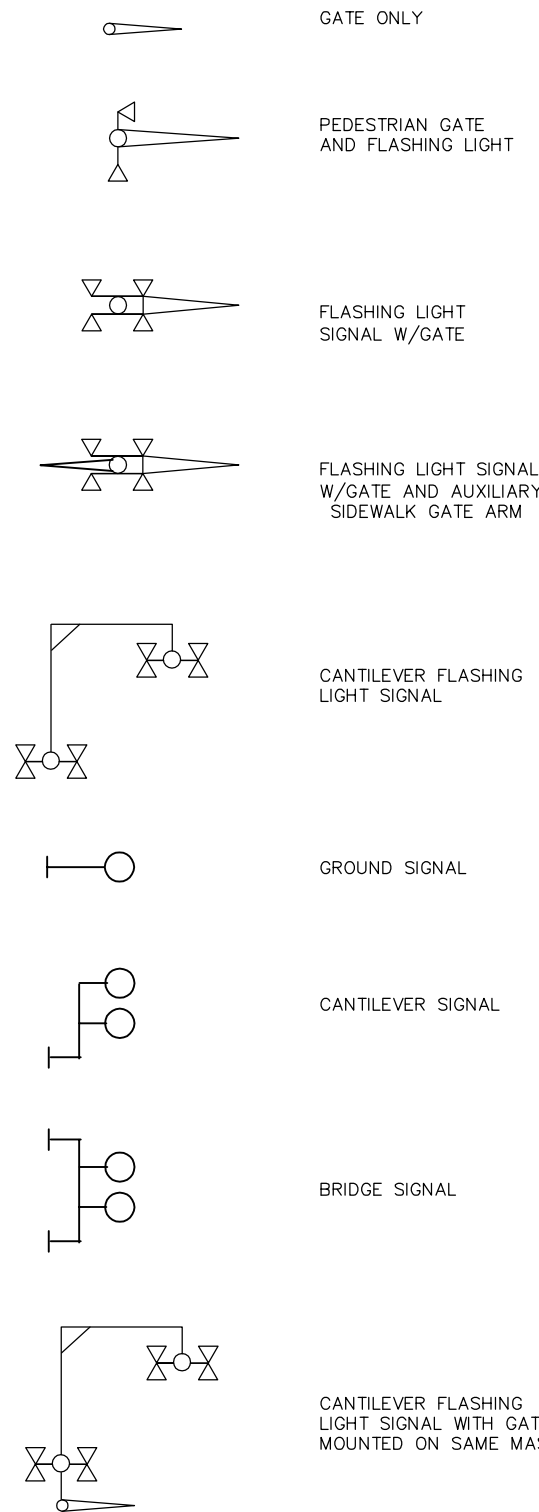 GATE ONLY
PEDESTRIAN GATE
AND FLASHING LIGHT
FLASHING LIGHT
SIGNAL W/GATE
FLASHING LIGHT SIGNAL
W/GATE AND AUXILIARY
SIDEWALK GATE ARM
CANTILEVER FLASHING
LIGHT SIGNAL
GROUND SIGNAL
CANTILEVER SIGNAL
BRIDGE SIGNAL
CANTILEVER FLASHING
LIGHT SIGNAL WITH
MOUNTED ON SAME